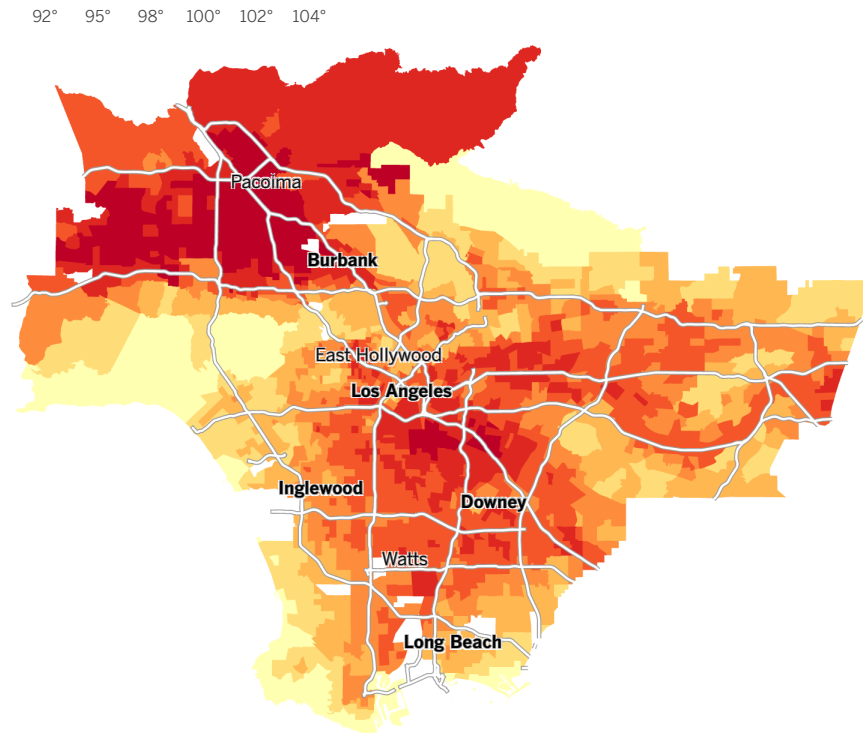 92° 95° 98° 100° 102° 104°
Pacoima
Burbank
East Hollywood
Los Angeles
Inglewood
Downey
Watts
Long Beach